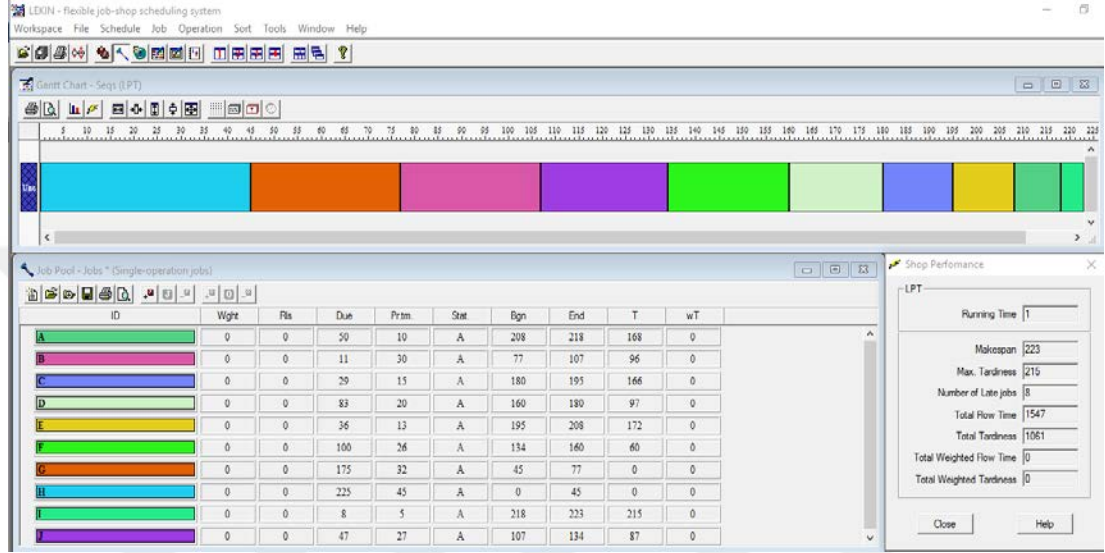 LEKIN - flexible job-shop scheduling system
Workspace File Schedule Job Operation Sort Tools Window Help
Gantt Chart - Seqs (LPT)
5 10 15 20 25 30 35 40 45 50 55 60 65 70 75 80 85 90 95 100 105 110 115 120 125 130 135 140 145 150 155 160 165 170 175 180 185 190 195 200 205 210 215 220 225
Job Pool - Jobs * (Single-operation jobs)
ID Wght Rls Due Pr.tm. Stat. Bgn End T wT
A 0 0 50 10 A 208 218 168 0
B 0 0 11 30 A 77 107 96 0
C 0 0 29 15 A 180 195 166 0
D 0 0 83 20 A 160 180 97 0
E 0 0 36 13 A 195 208 172 0
F 0 0 100 26 A 134 160 60 0
G 0 0 175 32 A 45 77 0 0
H 0 0 225 45 A 0 45 0 0
I 0 0 8 5 A 218 223 215 0
J 0 0 47 27 A 107 134 87 0
Shop Perfomance
LPT
Running Time 1
Makespan 223
Max. Tardiness 215
Number of Late jobs 8
Total Flow Time 1547
Total Tardiness 1061
Total Weighted Flow Time 0
Total Weighted Tardiness 0
Close Help